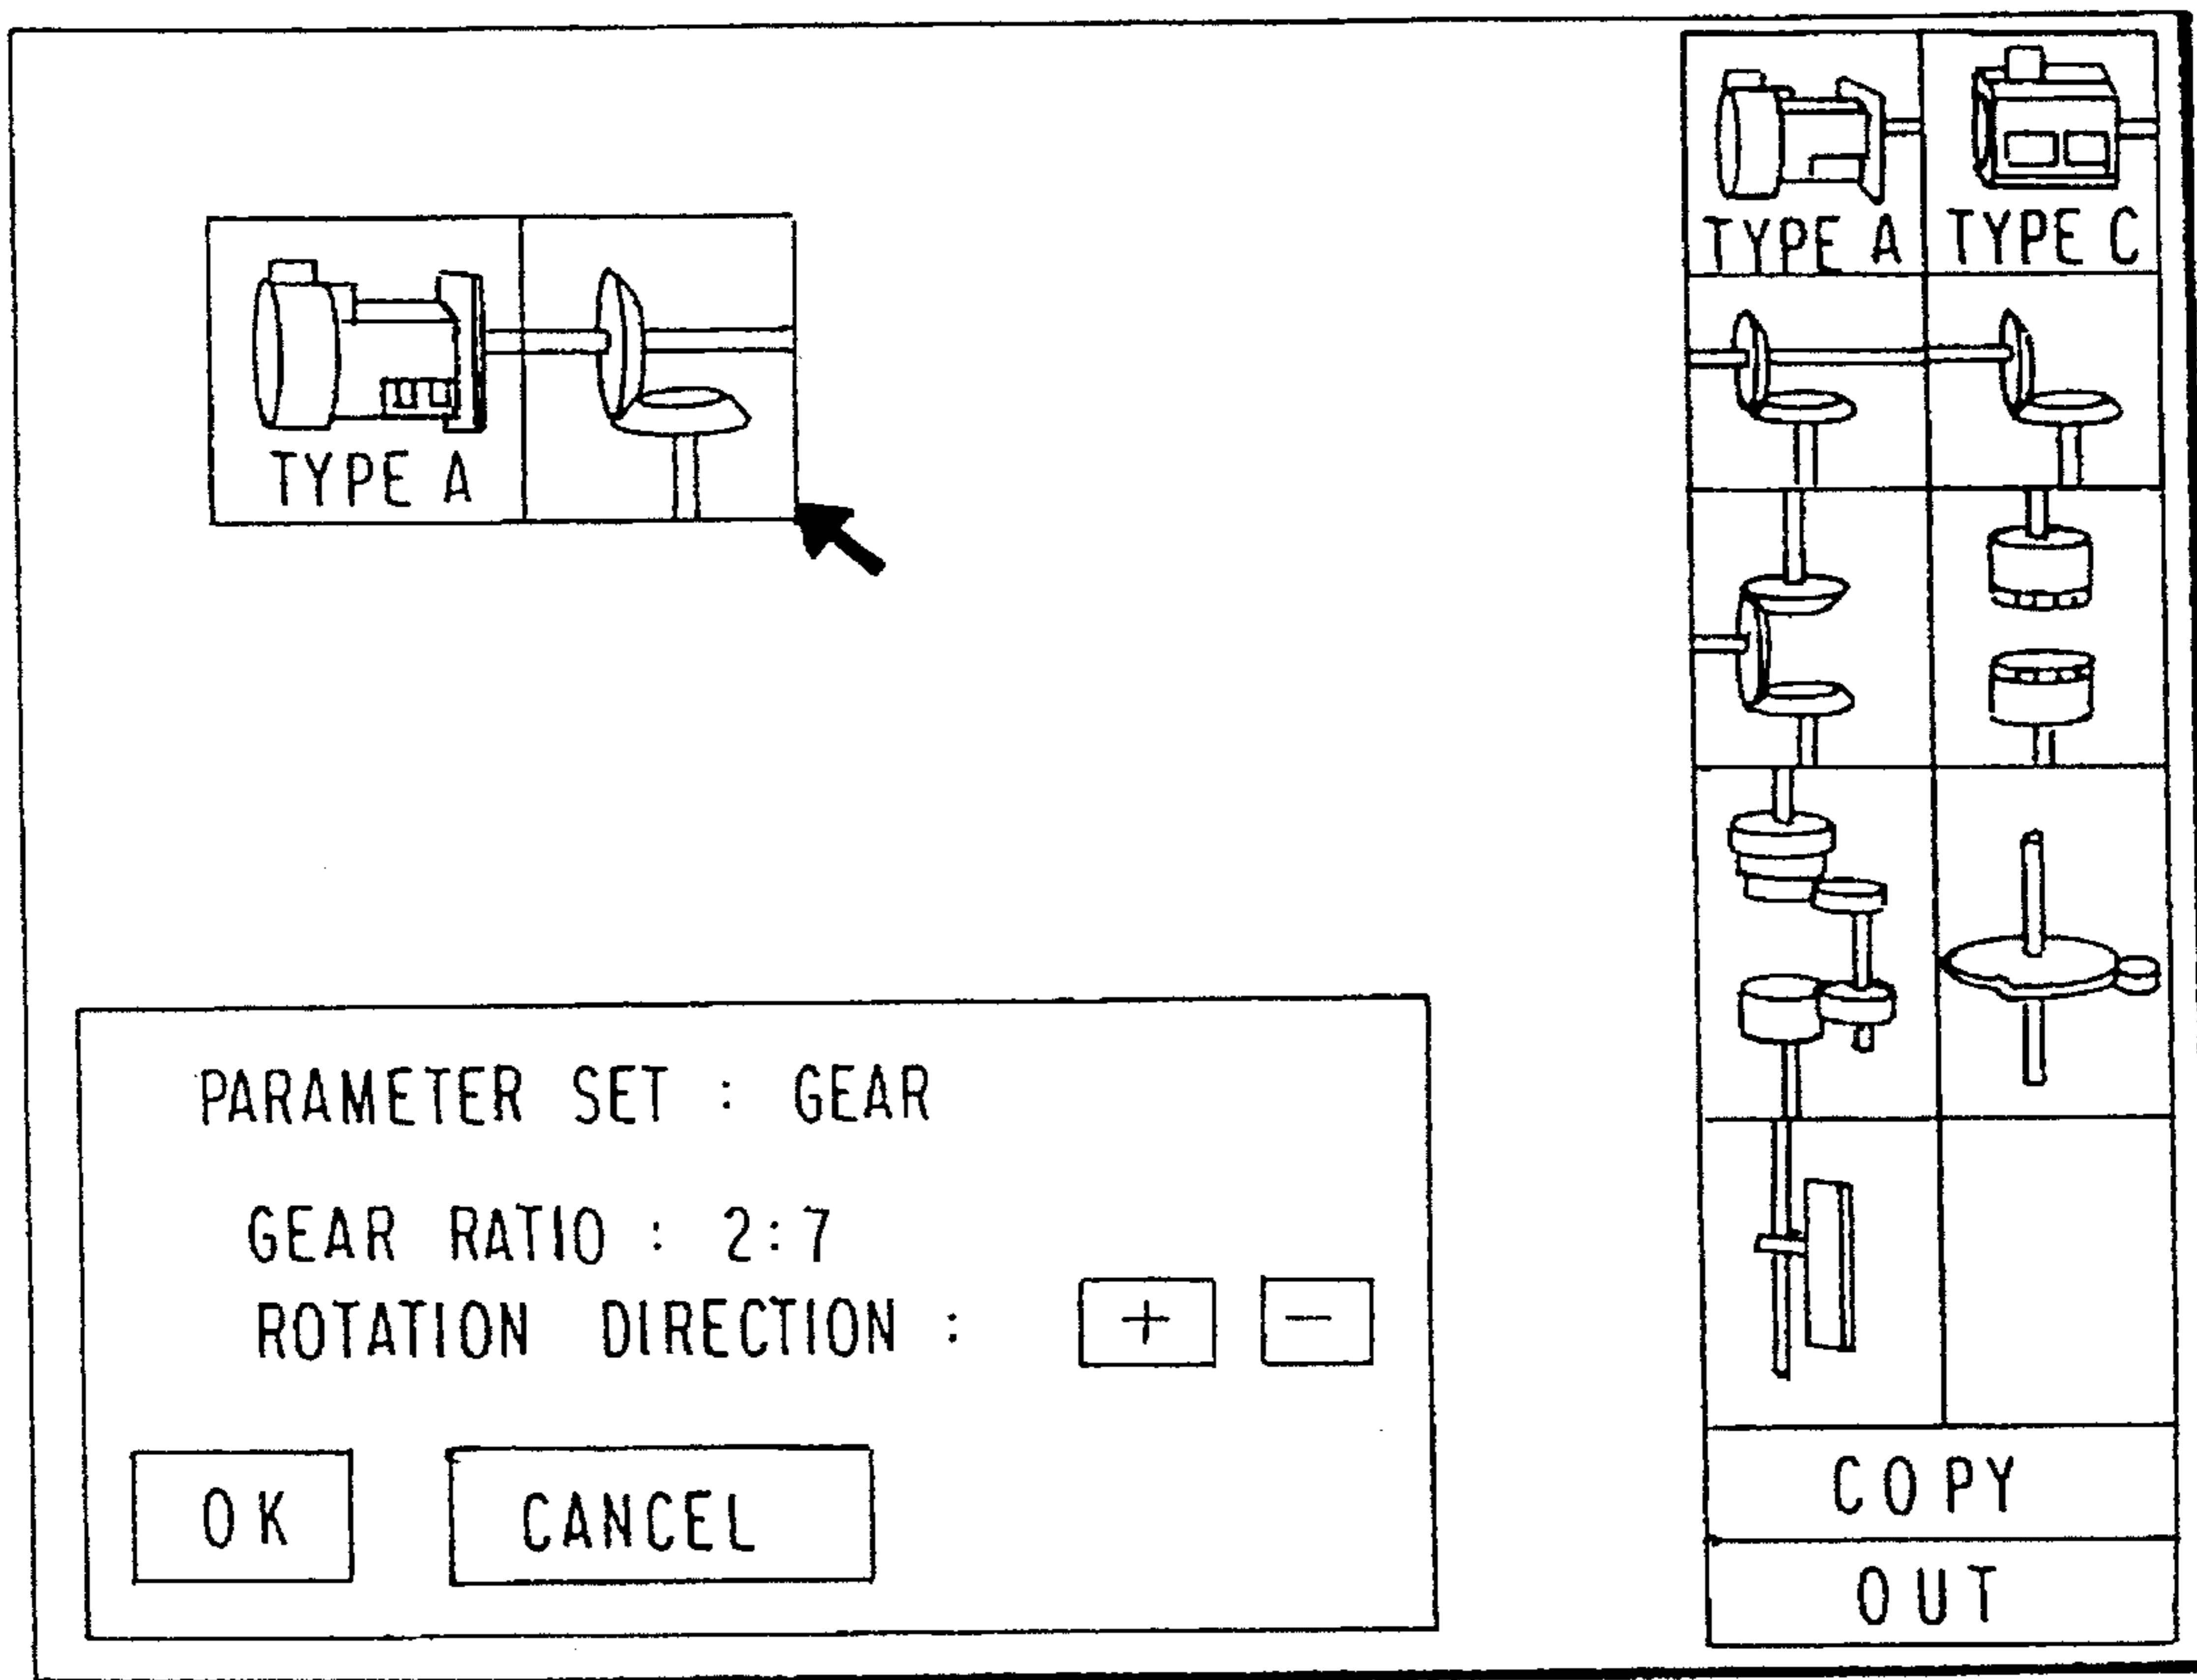 TYPE A
TYPE A TYPE C
PARAMETER SET : GEAR
GEAR RATIO : 2:7
ROTATION DIRECTION : + -
OK CANCEL
COPY
OUT